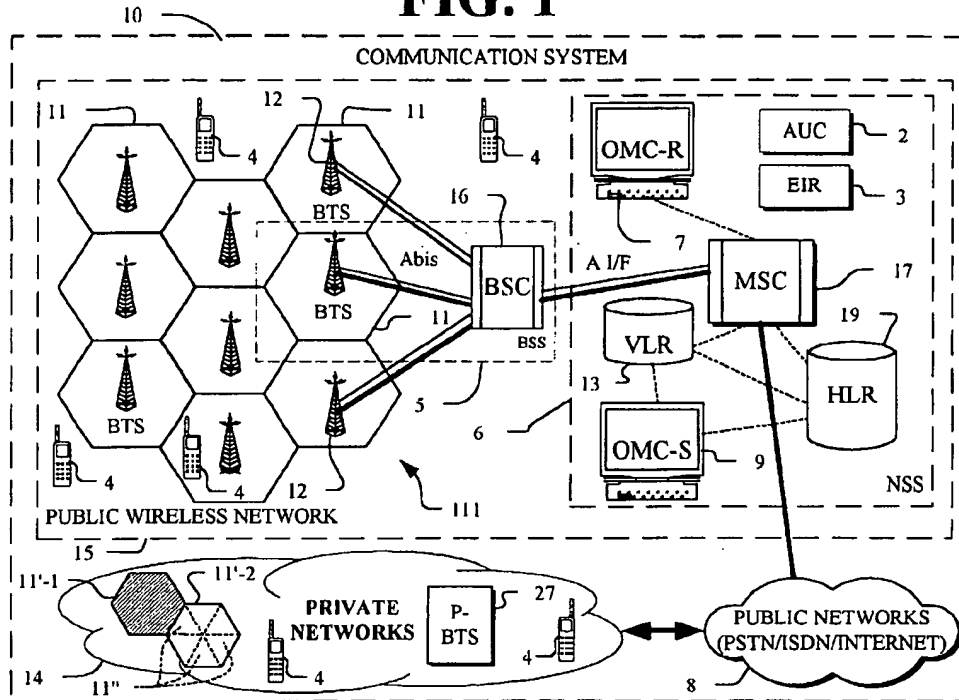 FIG. 1
10
COMMUNICATION SYSTEM
11
12
11
4
4
OMC-R
AUC
2
EIR
3
16
7
BTS
Abis
BSC
A I/F
MSC
17
BTS
11
BSS
VLR
19
13
HLR
5
6
BTS
OMC-S
9
4
4
12
111
NSS
PUBLIC WIRELESS NETWORK
15
11'-1
11'-2
PRIVATE
NETWORKS
P-
BTS
27
PUBLIC NETWORKS
(PSTN/ISDN/INTERNET)
14
11"
4
4
8